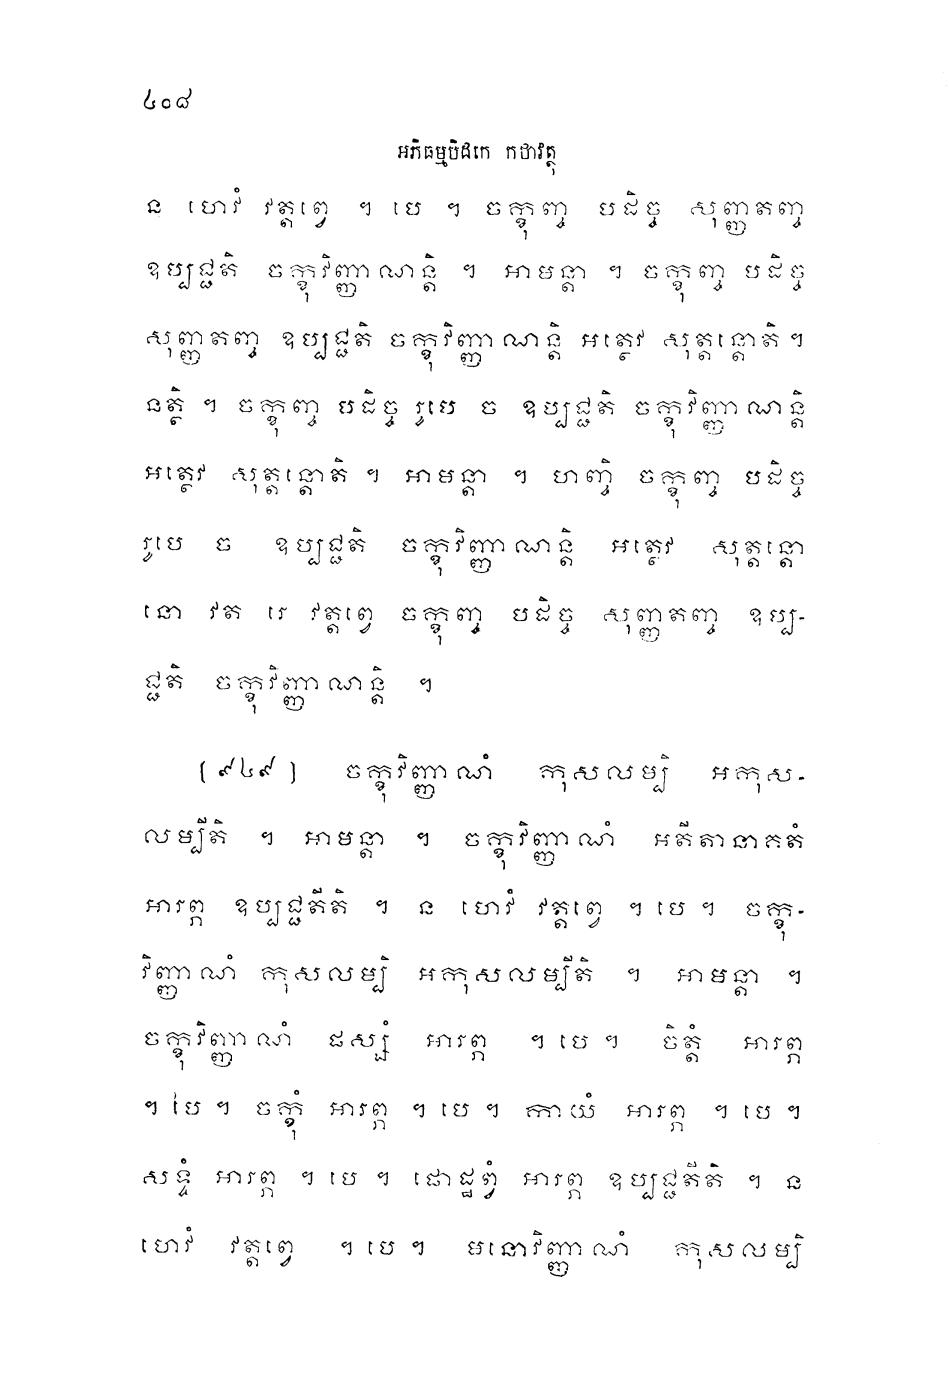 ៤០៨
អភិធម្មបិដកេ កថាវត្ថុ
ន ហេវំ វត្តព្វេ ។ បេ ។ ចក្ខុញ្ច បដិច្ច សុញ្ញតញ្ច
ឧប្បជ្ជតិ ចក្ខុវិញ្ញាណន្តិ ។ អាមន្តា ។ ចក្ខុញ្ច បដិច្ច
សុញ្ញតញ្ច ឧប្បជ្ជតិ ចក្ខុវិញ្ញាណន្តិ អត្ថេវ សុត្តន្តោតិ ។
នត្ថិ ។ ចក្ខុញ្ច បដិច្ច រូបេ ច ឧប្បជ្ជតិ ចក្ខុវិញ្ញាណន្តិ
អត្ថេវ សុត្តន្តោតិ ។ អាមន្តា ។ ហញ្ចិ ចក្ខុញ្ច បដិច្ច
រូបេ ច ឧប្បជ្ជតិ ចក្ខុវិញ្ញាណន្តិ អត្ថេវ សុត្តន្តោ
នោ វត រេ វត្តព្វេ ចក្ខុញ្ច បដិច្ច សុញ្ញតញ្ច ឧប្ប-
ជ្ជតិ ចក្ខុវិញ្ញាណន្តិ ។
(១៤១) ចក្ខុវិញ្ញាណំ កុសលម្បិ អកុស-
លម្បីតិ ។ អាមន្តា ។ ចក្ខុវិញ្ញាណំ អតីតានាគតំ
អារព្ភ ឧប្បជ្ជតីតិ ។ ន ហេវំ វត្តព្វេ ។ បេ ។ ចក្ខុ-
វិញ្ញាណំ កុសលម្បិ អកុសលម្បីតិ ។ អាមន្តា ។
ចក្ខុវិញ្ញាណំ ផស្សំ អារព្ភ ។ បេ ។ ចិត្តំ អារព្ភ
។ បេ ។ ចក្ខុំ អារព្ភ ។ បេ ។ កាយំ អារព្ភ ។ បេ ។
សទ្ទំ អារព្ភ ។ បេ ។ ផោដ្ឋព្វំ អារព្ភ ឧប្បជ្ជតីតិ ។ ន
ហេវំ វត្តព្វេ ។ បេ ។ មនោវិញ្ញាណំ កុសលម្បិ